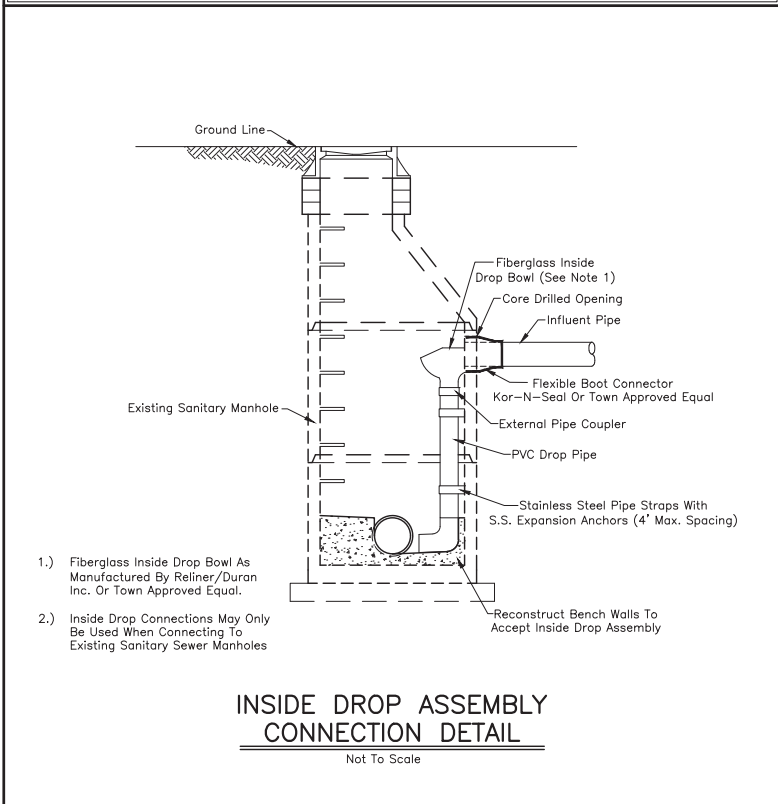 Ground Line
Fiberglass Inside
Drop Bowl (See Note 1)
Core Drilled Opening
Influent Pipe
Flexible Boot Connector
Kor-N-Seal Or Town Approved Equal
Existing Sanitary Manhole
External Pipe Coupler
PVC Drop Pipe
Stainless Steel Pipe Straps With
S.S. Expansion Anchors (4' Max. Spacing)
1.) Fiberglass Inside Drop Bowl As
Manufactured By Reliner/Duran
Inc. Or Town Approved Equal.
2.) Inside Drop Connections May Only
Be Used When Connecting To
Existing Sanitary Sewer Manholes
Reconstruct Bench Walls To
Accept Inside Drop Assembly
INSIDE DROP ASSEMBLY
CONNECTION DETAIL
Not To Scale